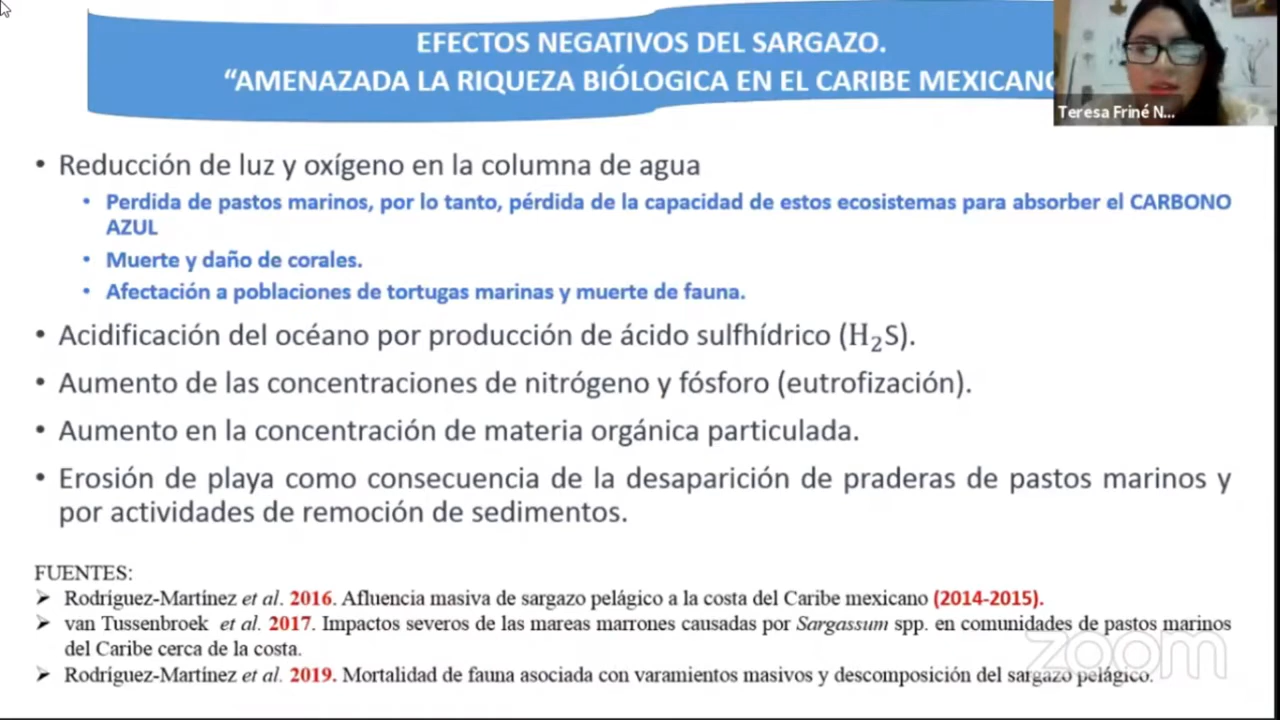 EFECTOS NEGATIVOS DEL SARGAZO.
“AMENAZADA LA RIQUEZA BIÓLOGICA EN EL CARIBE MEXICANO
Teresa Friné N...
• Reducción de luz y oxígeno en la columna de agua
• Perdida de pastos marinos, por lo tanto, pérdida de la capacidad de estos ecosistemas para absorber el CARBONO
AZUL
• Muerte y daño de corales.
• Afectación a poblaciones de tortugas marinas y muerte de fauna.
• Acidificación del océano por producción de ácido sulfhídrico (H₂S).
• Aumento de las concentraciones de nitrógeno y fósforo (eutrofización).
• Aumento en la concentración de materia orgánica particulada.
• Erosión de playa como consecuencia de la desaparición de praderas de pastos marinos y
por actividades de remoción de sedimentos.
FUENTES:
➢ Rodríguez-Martínez et al. 2016. Afluencia masiva de sargazo pelágico a la costa del Caribe mexicano (2014-2015).
➢ van Tussenbroek et al. 2017. Impactos severos de las mareas marrones causadas por Sargassum spp. en comunidades de pastos marinos
del Caribe cerca de la costa.
➢ Rodríguez-Martínez et al. 2019. Mortalidad de fauna asociada con varamientos masivos y descomposición del sargazo pelágico.
zoom